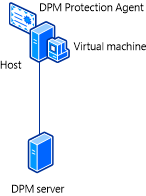 DPM Protection Agent
Virtual machine
Host
DPM server